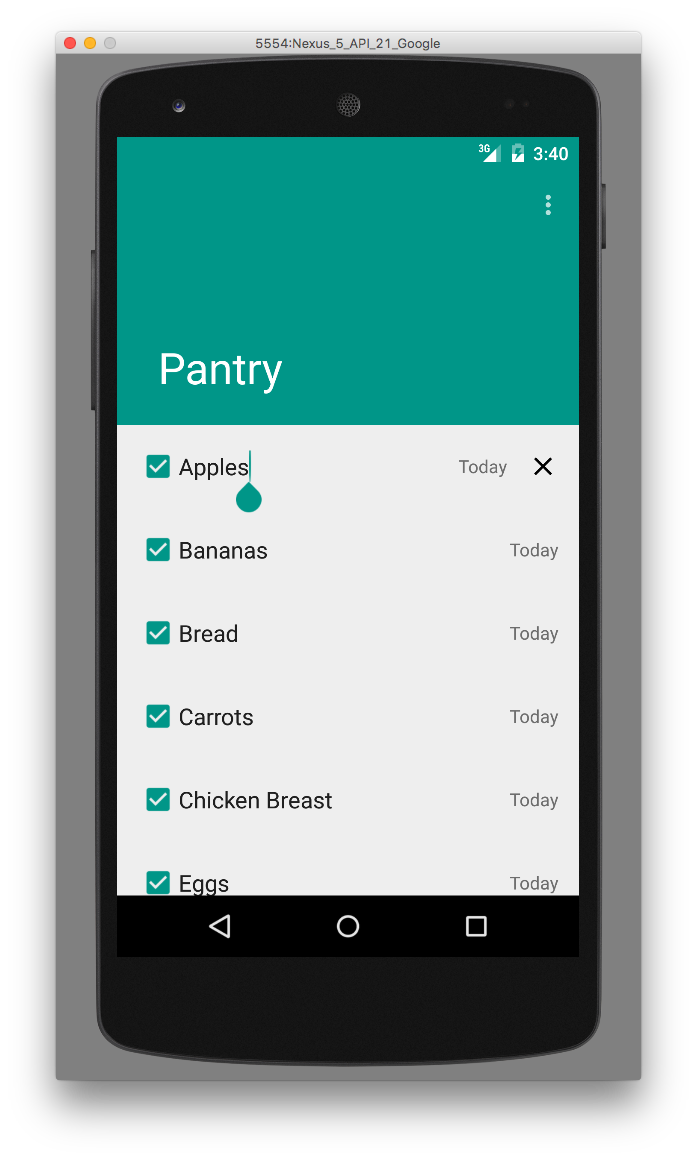 5554:Nexus_5_API_21_Google
3G 3:40
Pantry
Apples Today
Bananas Today
Bread Today
Carrots Today
Chicken Breast Today
Eggs Today